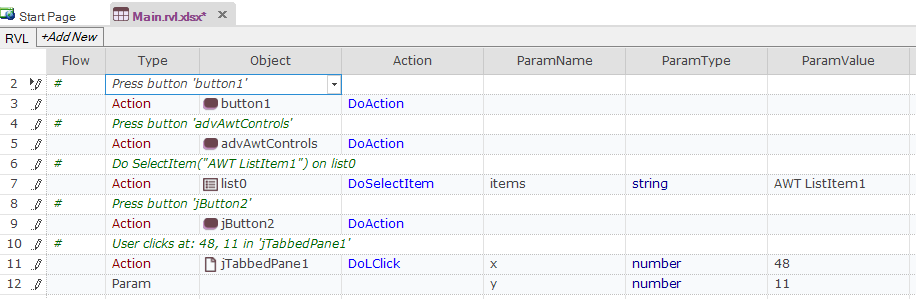 Start Page Main.rvl.xlsx*
RVL +Add New
Flow Type Object Action ParamName ParamType ParamValue
2 # Press button 'button1'
3 Action button1 DoAction
4 # Press button 'advAwtControls'
5 Action advAwtControls DoAction
6 # Do SelectItem("AWT ListItem1") on list0
7 Action list0 DoSelectItem items string AWT ListItem1
8 # Press button 'jButton2'
9 Action jButton2 DoAction
10 # User clicks at: 48, 11 in 'jTabbedPane1'
11 Action jTabbedPane1 DoLClick x number 48
12 Param y number 11